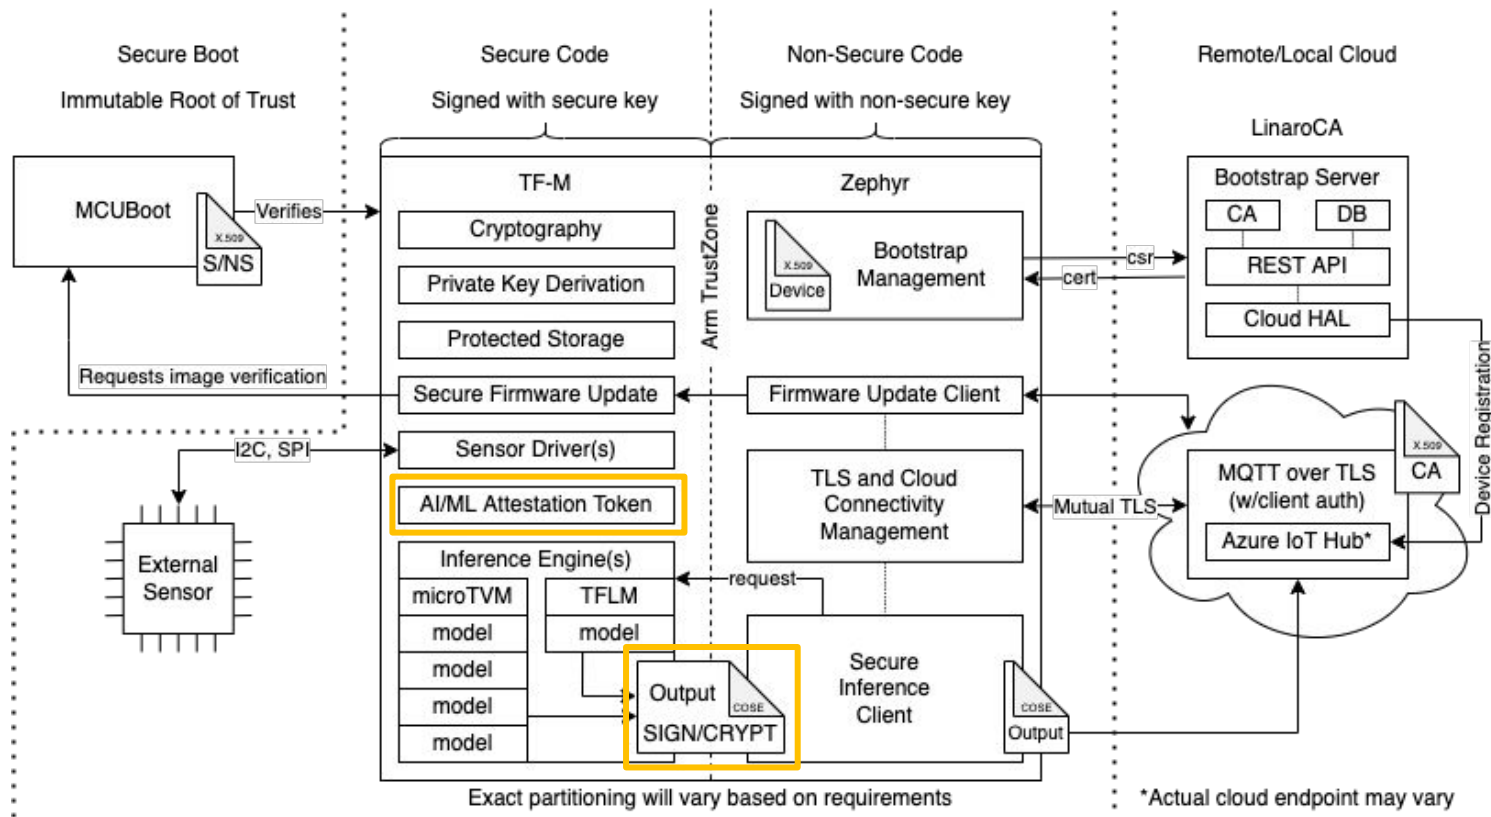 Secure Boot
Immutable Root of Trust
MCUBoot
X.509
S/NS
Verifies
Requests image verification
I2C, SPI
External
Sensor
Secure Code
Signed with secure key
TF-M
Cryptography
Private Key Derivation
Protected Storage
Secure Firmware Update
Sensor Driver(s)
AI/ML Attestation Token
Inference Engine(s)
microTVM
model
model
model
model
TFLM
model
Output
COSE
SIGN/CRYPT
Arm TrustZone
Non-Secure Code
Signed with non-secure key
Zephyr
X.509
Device
Bootstrap
Management
Firmware Update Client
TLS and Cloud
Connectivity
Management
request
Secure
Inference
Client
COSE
Output
csr
cert
Mutual TLS
Remote/Local Cloud
LinaroCA
Bootstrap Server
CA
DB
REST API
Cloud HAL
Device Registration
X.509
CA
MQTT over TLS
(w/client auth)
Azure IoT Hub*
Exact partitioning will vary based on requirements
*Actual cloud endpoint may vary